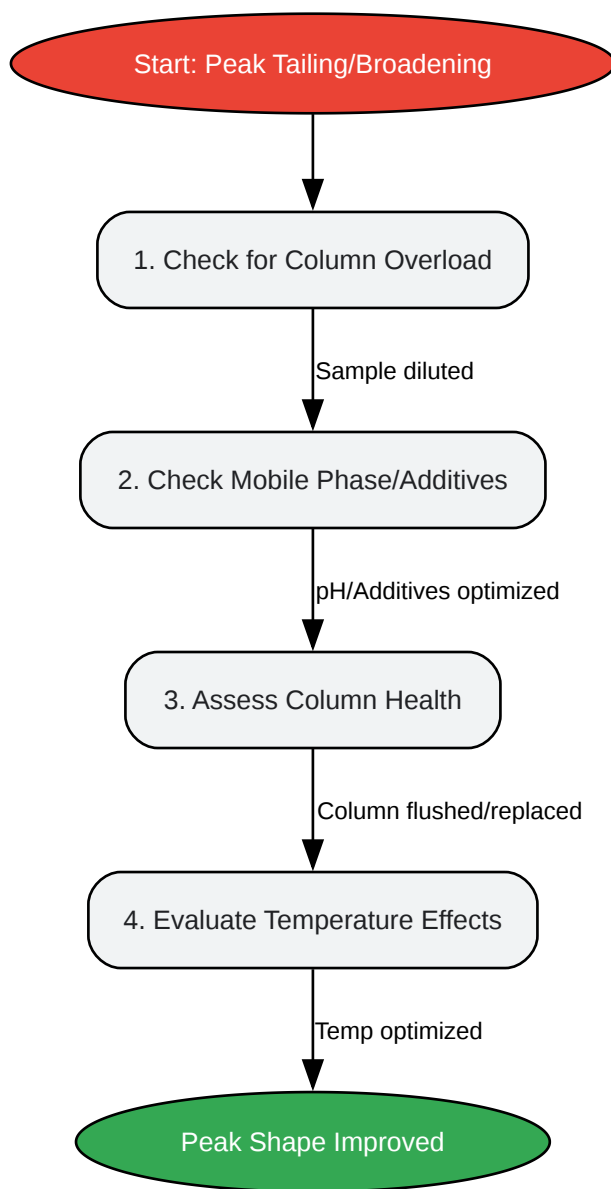 Start: Peak Tailing/Broadening
1. Check for Column Overload
Sample diluted
2. Check Mobile Phase/Additives
pH/Additives optimized
3. Assess Column Health
Column flushed/replaced
4. Evaluate Temperature Effects
Temp optimized
Peak Shape Improved